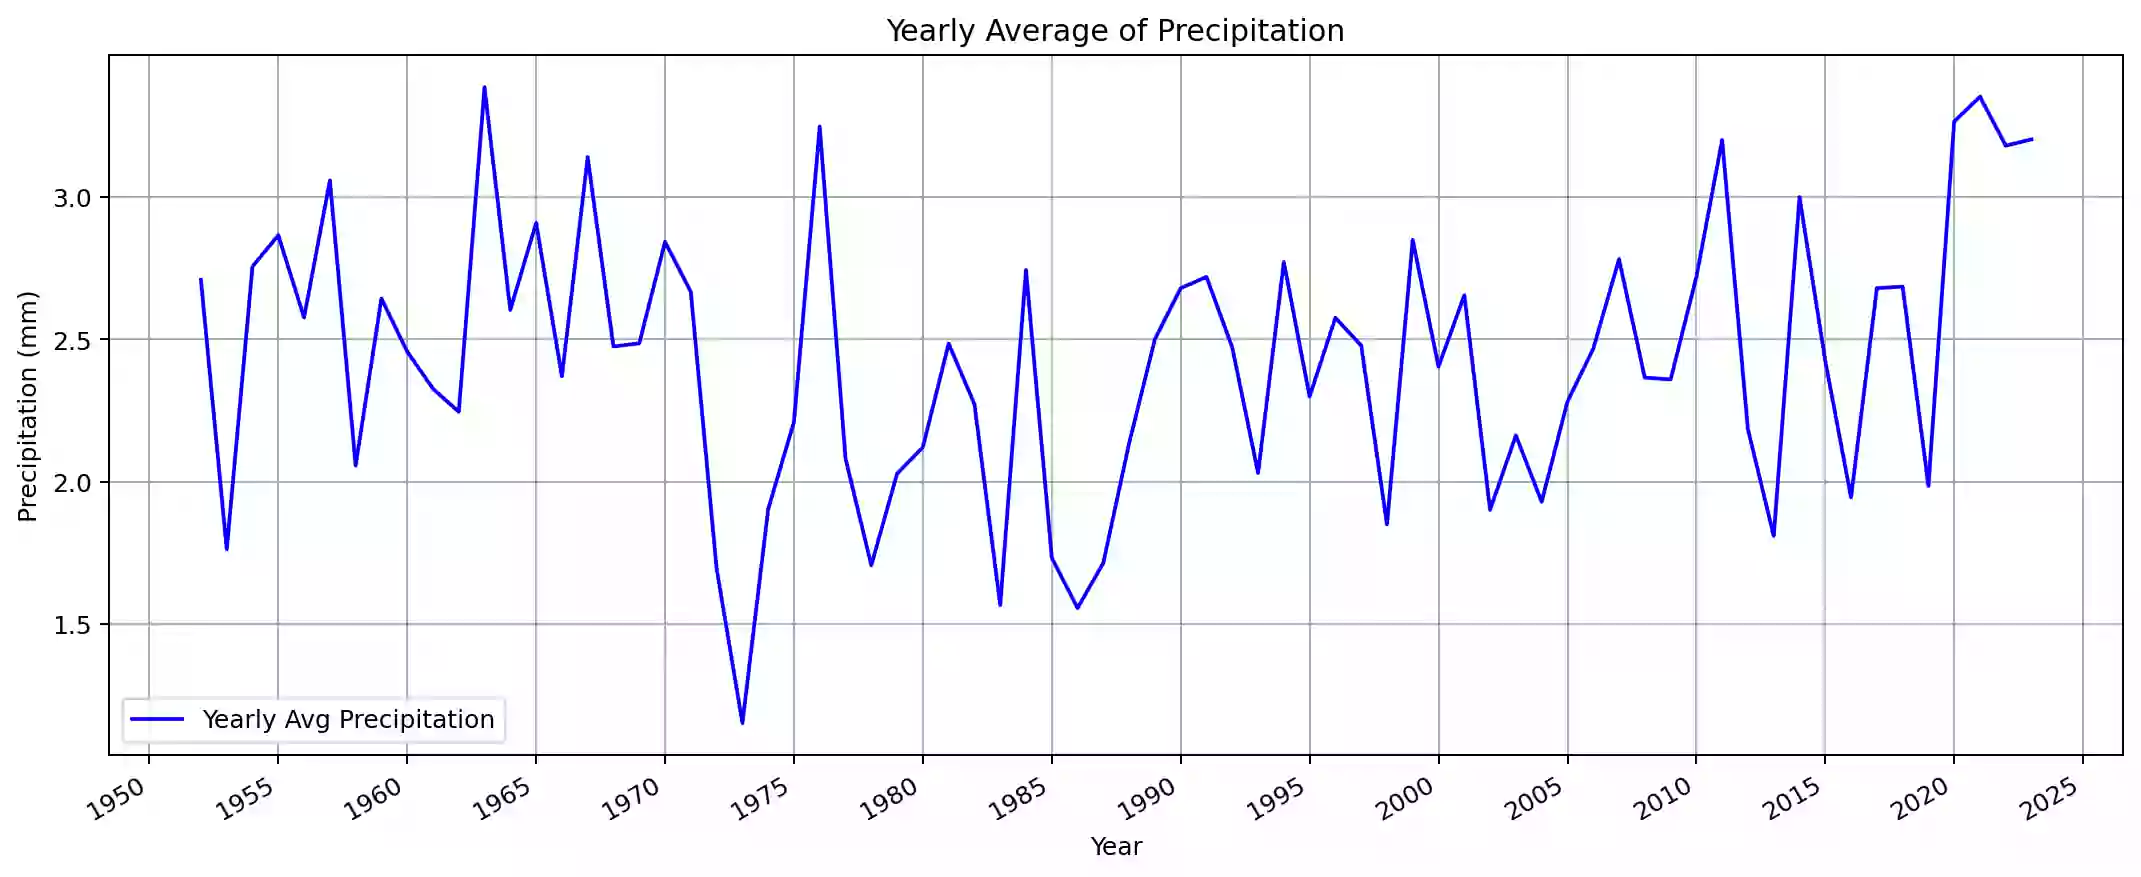 Yearly Average of Precipitation
Precipitation (mm)
3.0
2.5
2.0
1.5
Yearly Avg Precipitation
1950 1955 1960 1965 1970 1975 1980 1985 1990 1995 2000 2005 2010 2015 2020 2025
Year